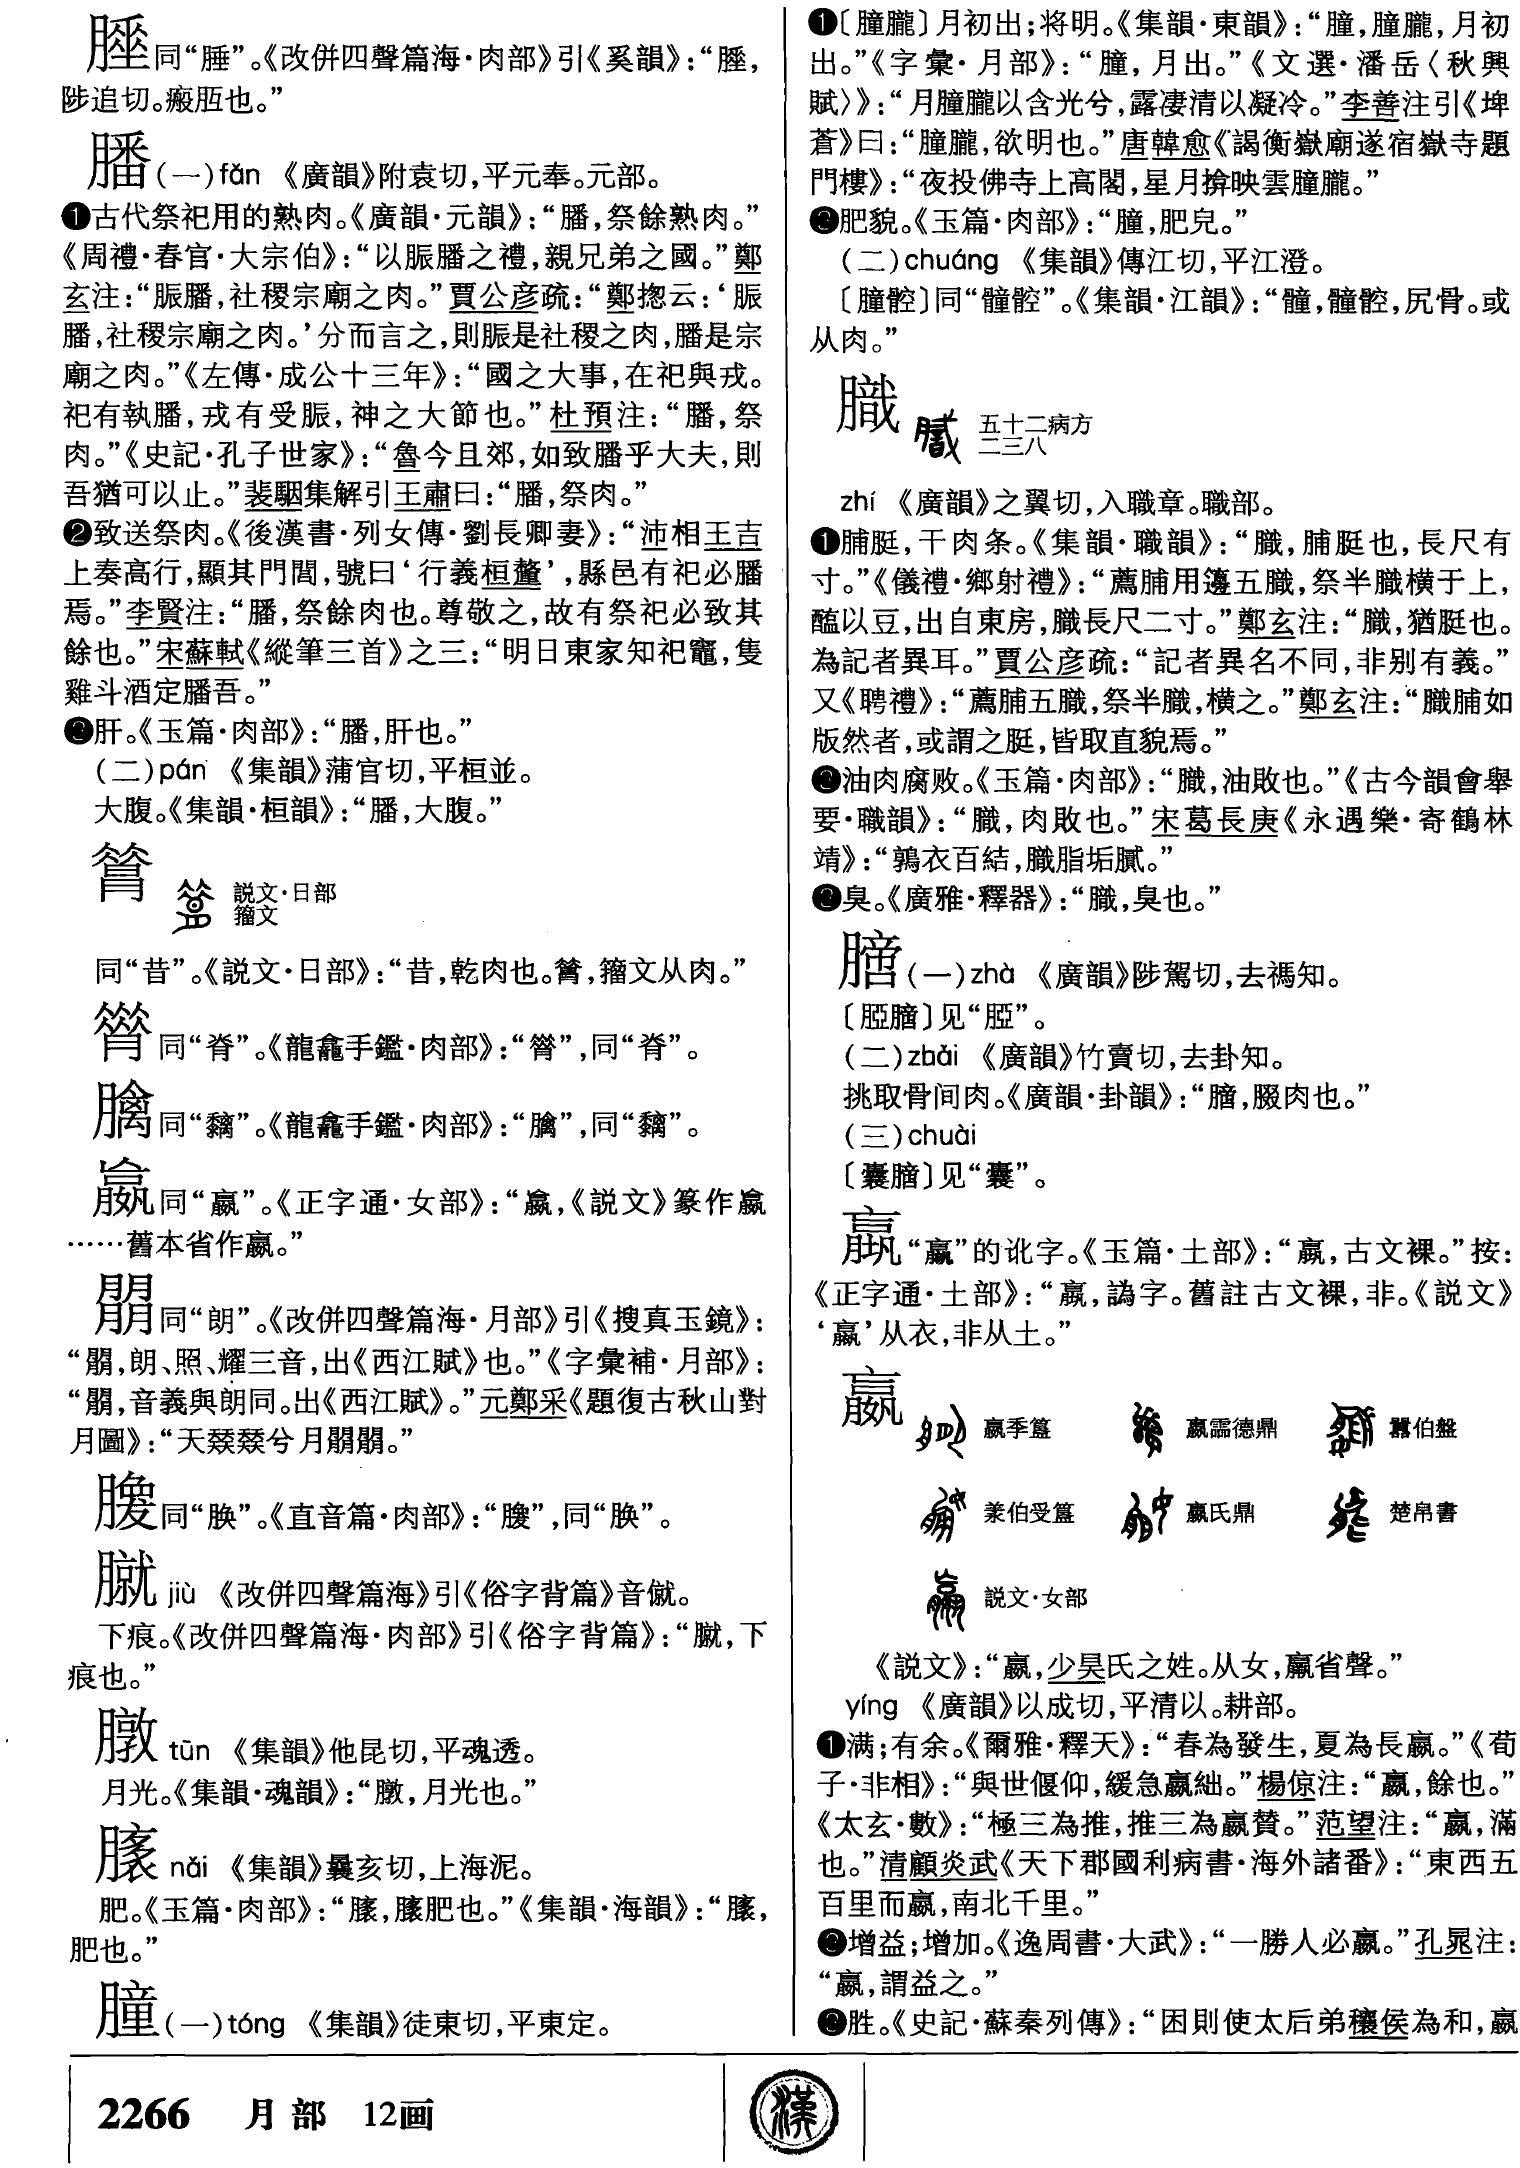 同“腄”。《改併四聲篇海·肉部》引《奚韻》：“
陟追切。瘢胝也。”
膰(一)fán 《廣韻》附袁切，平元奉。元部。
❶古代祭祀用的熟肉。《廣韻·元韻》：“膰，祭餘熟肉。”
《周禮·春官·大宗伯》：“以脤膰之禮，親兄弟之國。”鄭
玄注：“脤膰，社稷宗廟之肉。”賈公彦疏：“鄭揔云：‘脤
膰，社稷宗廟之肉。’分而言之，則脤是社稷之肉，膰是宗
廟之肉。”《左傳·成公十三年》：“國之大事，在祀與戎。
祀有執膰，戎有受脤，神之大節也。”杜預注：“膰，祭
肉。”《史記·孔子世家》：“魯今且郊，如致膰乎大夫，則
吾猶可以止。”裴駰集解引王肅曰：“膰，祭肉。”
❷致送祭肉。《後漢書·列女傳·劉長卿妻》：“沛相王吉
上奏高行，顯其門閭，號曰‘行義桓釐’，縣邑有祀必膰
焉。”李賢注：“膰，祭餘肉也。尊敬之，故有祭祀必致其
餘也。”宋蘇軾《縱筆三首》之三：“明日東家知祀竈，隻
雞斗酒定膰吾。”
❸肝。《玉篇·肉部》：“膰，肝也。”
(二)pán 《集韻》蒲官切，平桓並。
大腹。《集韻·桓韻》：“膰，大腹。”
説文·日部
籀文
同“昔”。《説文·日部》：“昔，乾肉也。，籀文从肉。”
同“脊”。《龍龕手鑑·肉部》：“”，同“脊”。
同“”。《龍龕手鑑·肉部》：“”，同“”。
同“嬴”。《正字通·女部》：“，《説文》篆作
……舊本省作嬴。”
朤同“朗”。《改併四聲篇海·月部》引《搜真玉鏡》：
“朤，朗、照、耀三音，出《西江賦》也。”《字彙補·月部》：
“朤，音義與朗同。出《西江賦》。”元鄭采《題復古秋山對
月圖》：“天叕叕兮月朤朤。”
同“腴”。《直音篇·肉部》：“”，同“腴”。
jiù 《改併四聲篇海》引《俗字背篇》音僦。
下痕。《改併四聲篇海·肉部》引《俗字背篇》：“，下
痕也。”
暾 tūn 《集韻》他昆切，平魂透。
月光。《集韻·魂韻》：“，月光也。”
nǎi 《集韻》曩亥切，上海泥。
肥。《玉篇·肉部》：“，肥也。”《集韻·海韻》：“，
肥也。”
膧(一)tóng 《集韻》徒東切，平東定。
❶〔膧朧〕月初出；将明。《集韻·東韻》：“膧，膧朧，月初
出。”《字彙·月部》：“膧，月出。”《文選·潘岳〈秋興
賦〉》：“月膧朧以含光兮，露凄清以凝冷。”李善注引《埤
蒼》曰：“膧朧，欲明也。”唐韓愈《謁衡嶽廟遂宿嶽寺題
門樓》：“夜投佛寺上高閣，星月揜映雲膧朧。”
❷肥貌。《玉篇·肉部》：“膧，肥皃。”
(二)chuáng 《集韻》傳江切，平江澄。
〔膧腔〕同“髄腔”。《集韻·江韻》：“，腔，尻骨。或
从肉。”
膱 五十二病方
二三八
zhí 《廣韻》之翼切，入職章。職部。
❶脯脡，干肉条。《集韻·職韻》：“膱，脯脡也，長尺有
寸。”《儀禮·鄉射禮》：“薦脯用籩五膱，祭半膱橫于上，
醢以豆，出自東房，膱長尺二寸。”鄭玄注：“膱，猶脡也。
為記者異耳。”賈公彦疏：“記者異名不同，非别有義。”
又《聘禮》：“薦脯五膱，祭半膱，橫之。”鄭玄注：“膱脯如
版然者，或謂之脡，皆取直貌焉。”
❷油肉腐败。《玉篇·肉部》：“膱，油敗也。”《古今韻會舉
要·職韻》：“膱，肉敗也。”宋葛長庚《永遇樂·寄鶴林
靖》：“鶉衣百結，膱脂垢膩。”
❸臭。《廣雅·釋器》：“膱，臭也。”
(一)zhà 《廣韻》陟駕切，去禡知。
〔〕见“”。
(二)zhài 《廣韻》竹賣切，去卦知。
挑取骨间肉。《廣韻·卦韻》：“，腏肉也。”
(三)chuài
〔〕见“”。
“臝”的讹字。《玉篇·土部》：“，古文裸。”按：
《正字通·土部》：“，譌字。舊註古文裸，非。《説文》
‘臝’从衣，非从土。”
嬴 嬴季簋 嬴霝德鼎 嚚伯盤
羕伯受簋 嬴氏鼎 楚帛書
説文·女部
《説文》：“嬴，少昊氏之姓。从女，羸省聲。”
yíng 《廣韻》以成切，平清以。耕部。
❶满；有余。《爾雅·釋天》：“春為發生，夏為長嬴。”《荀
子·非相》：“與世偃仰，緩急嬴絀。”楊倞注：“嬴，餘也。”
《太玄·數》：“極三為推，推三為嬴贊。”范望注：“嬴，滿
也。”清顧炎武《天下郡國利病書·海外諸番》：“東西五
百里而嬴，南北千里。”
❷增益；增加。《逸周書·大武》：“一勝人必嬴。”孔晁注：
“嬴，謂益之。”
❸胜。《史記·蘇秦列傳》：“困則使太后弟穰侯為和，嬴
2266 月部 12画
漢